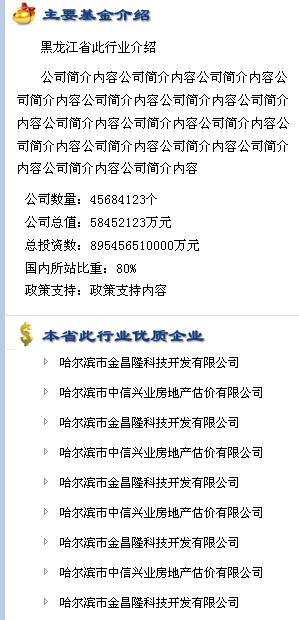 主要基金介绍
黑龙江省此行业介绍
公司简介内容公司简介内容公司简介内容公
司简介内容公司简介内容公司简介内容公司简介
内容公司简介内容公司简介内容公司简介内容公
司简介内容公司简介内容公司简介内容公司简介
内容公司简介内容公司简介内容
公司数量：45684123个
公司总值：58452123万元
总投资数：895456510000万元
国内所站比重：80%
政策支持：政策支持内容
本省此行业优质企业
哈尔滨市金昌隆科技开发有限公司
哈尔滨市中信兴业房地产估价有限公司
哈尔滨市金昌隆科技开发有限公司
哈尔滨市中信兴业房地产估价有限公司
哈尔滨市金昌隆科技开发有限公司
哈尔滨市中信兴业房地产估价有限公司
哈尔滨市金昌隆科技开发有限公司
哈尔滨市中信兴业房地产估价有限公司
哈尔滨市金昌隆科技开发有限公司